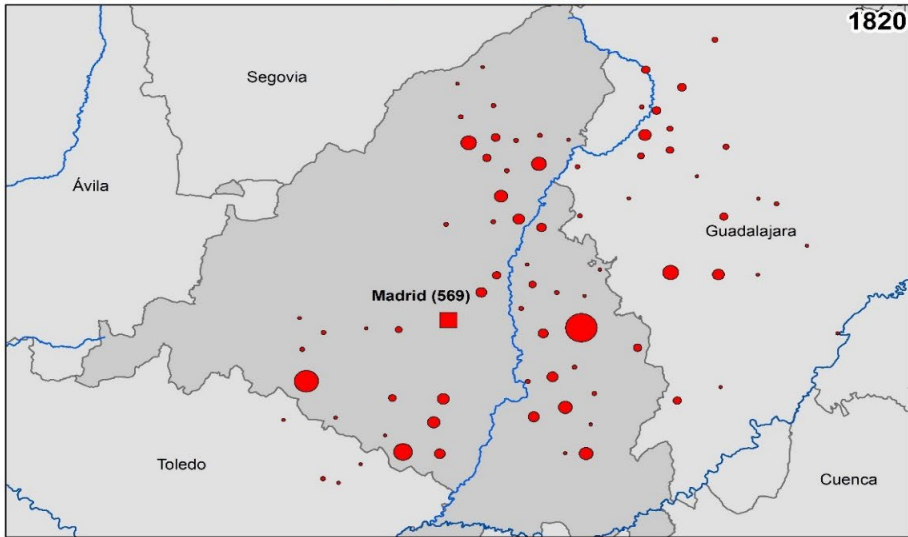 1820
Segovia
Ávila
Guadalajara
Madrid (569)
Toledo
Cuenca